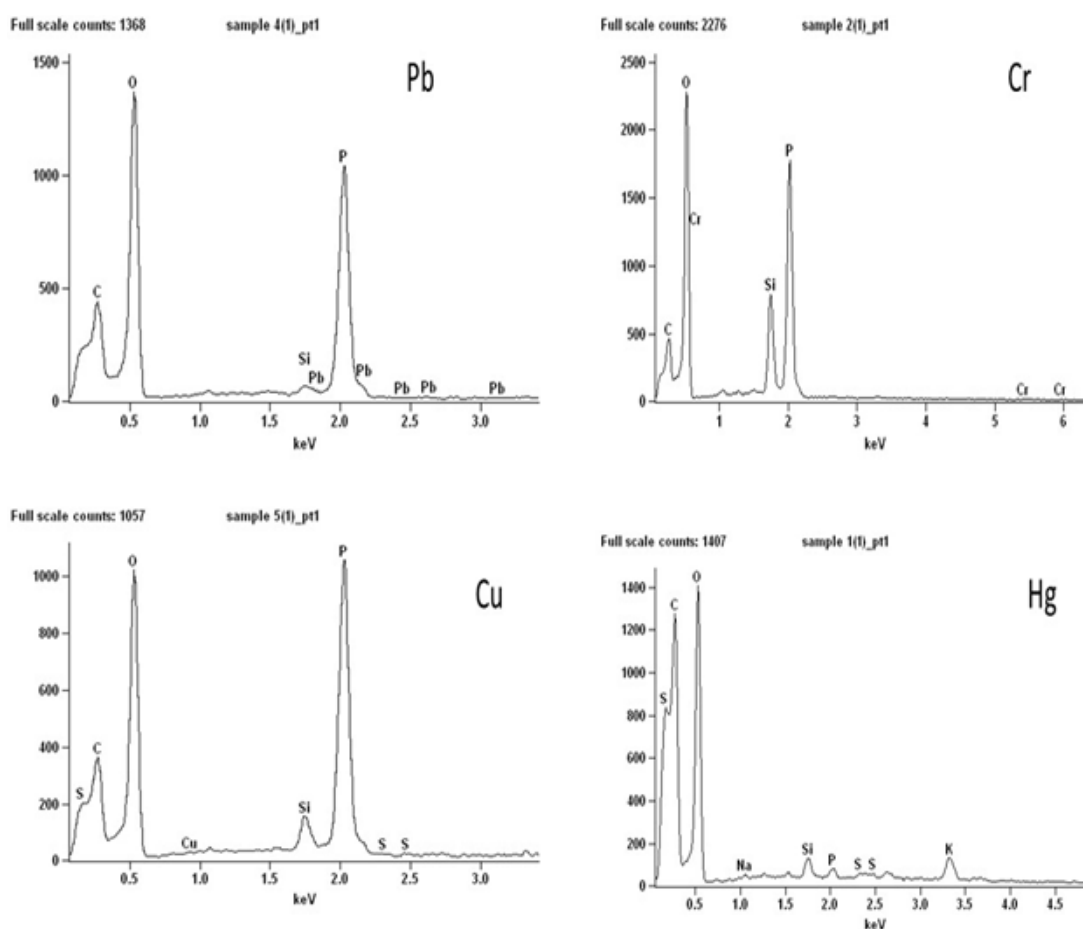 Full scale counts: 1368 sample 4(1)_pt1
Pb
1500
1000
500
0
C
O
Si
Pb
P
Pb
Pb
Pb
Pb
0.5 1.0 1.5 2.0 2.5 3.0
keV
Full scale counts: 2276 sample 2(1)_pt1
Cr
2500
2000
1500
1000
500
0
C
O
Cr
Si
P
Cr
Cr
1 2 3 4 5 6
keV
Full scale counts: 1057 sample 5(1)_pt1
Cu
1000
800
600
400
200
0
S
C
O
Cu
Si
P
S
S
0.5 1.0 1.5 2.0 2.5 3.0
keV
Full scale counts: 1407 sample 1(1)_pt1
Hg
1400
1200
1000
800
600
400
200
0
S
C
O
Na
Si
P
S
S
K
0.5 1.0 1.5 2.0 2.5 3.0 3.5 4.0 4.5
keV